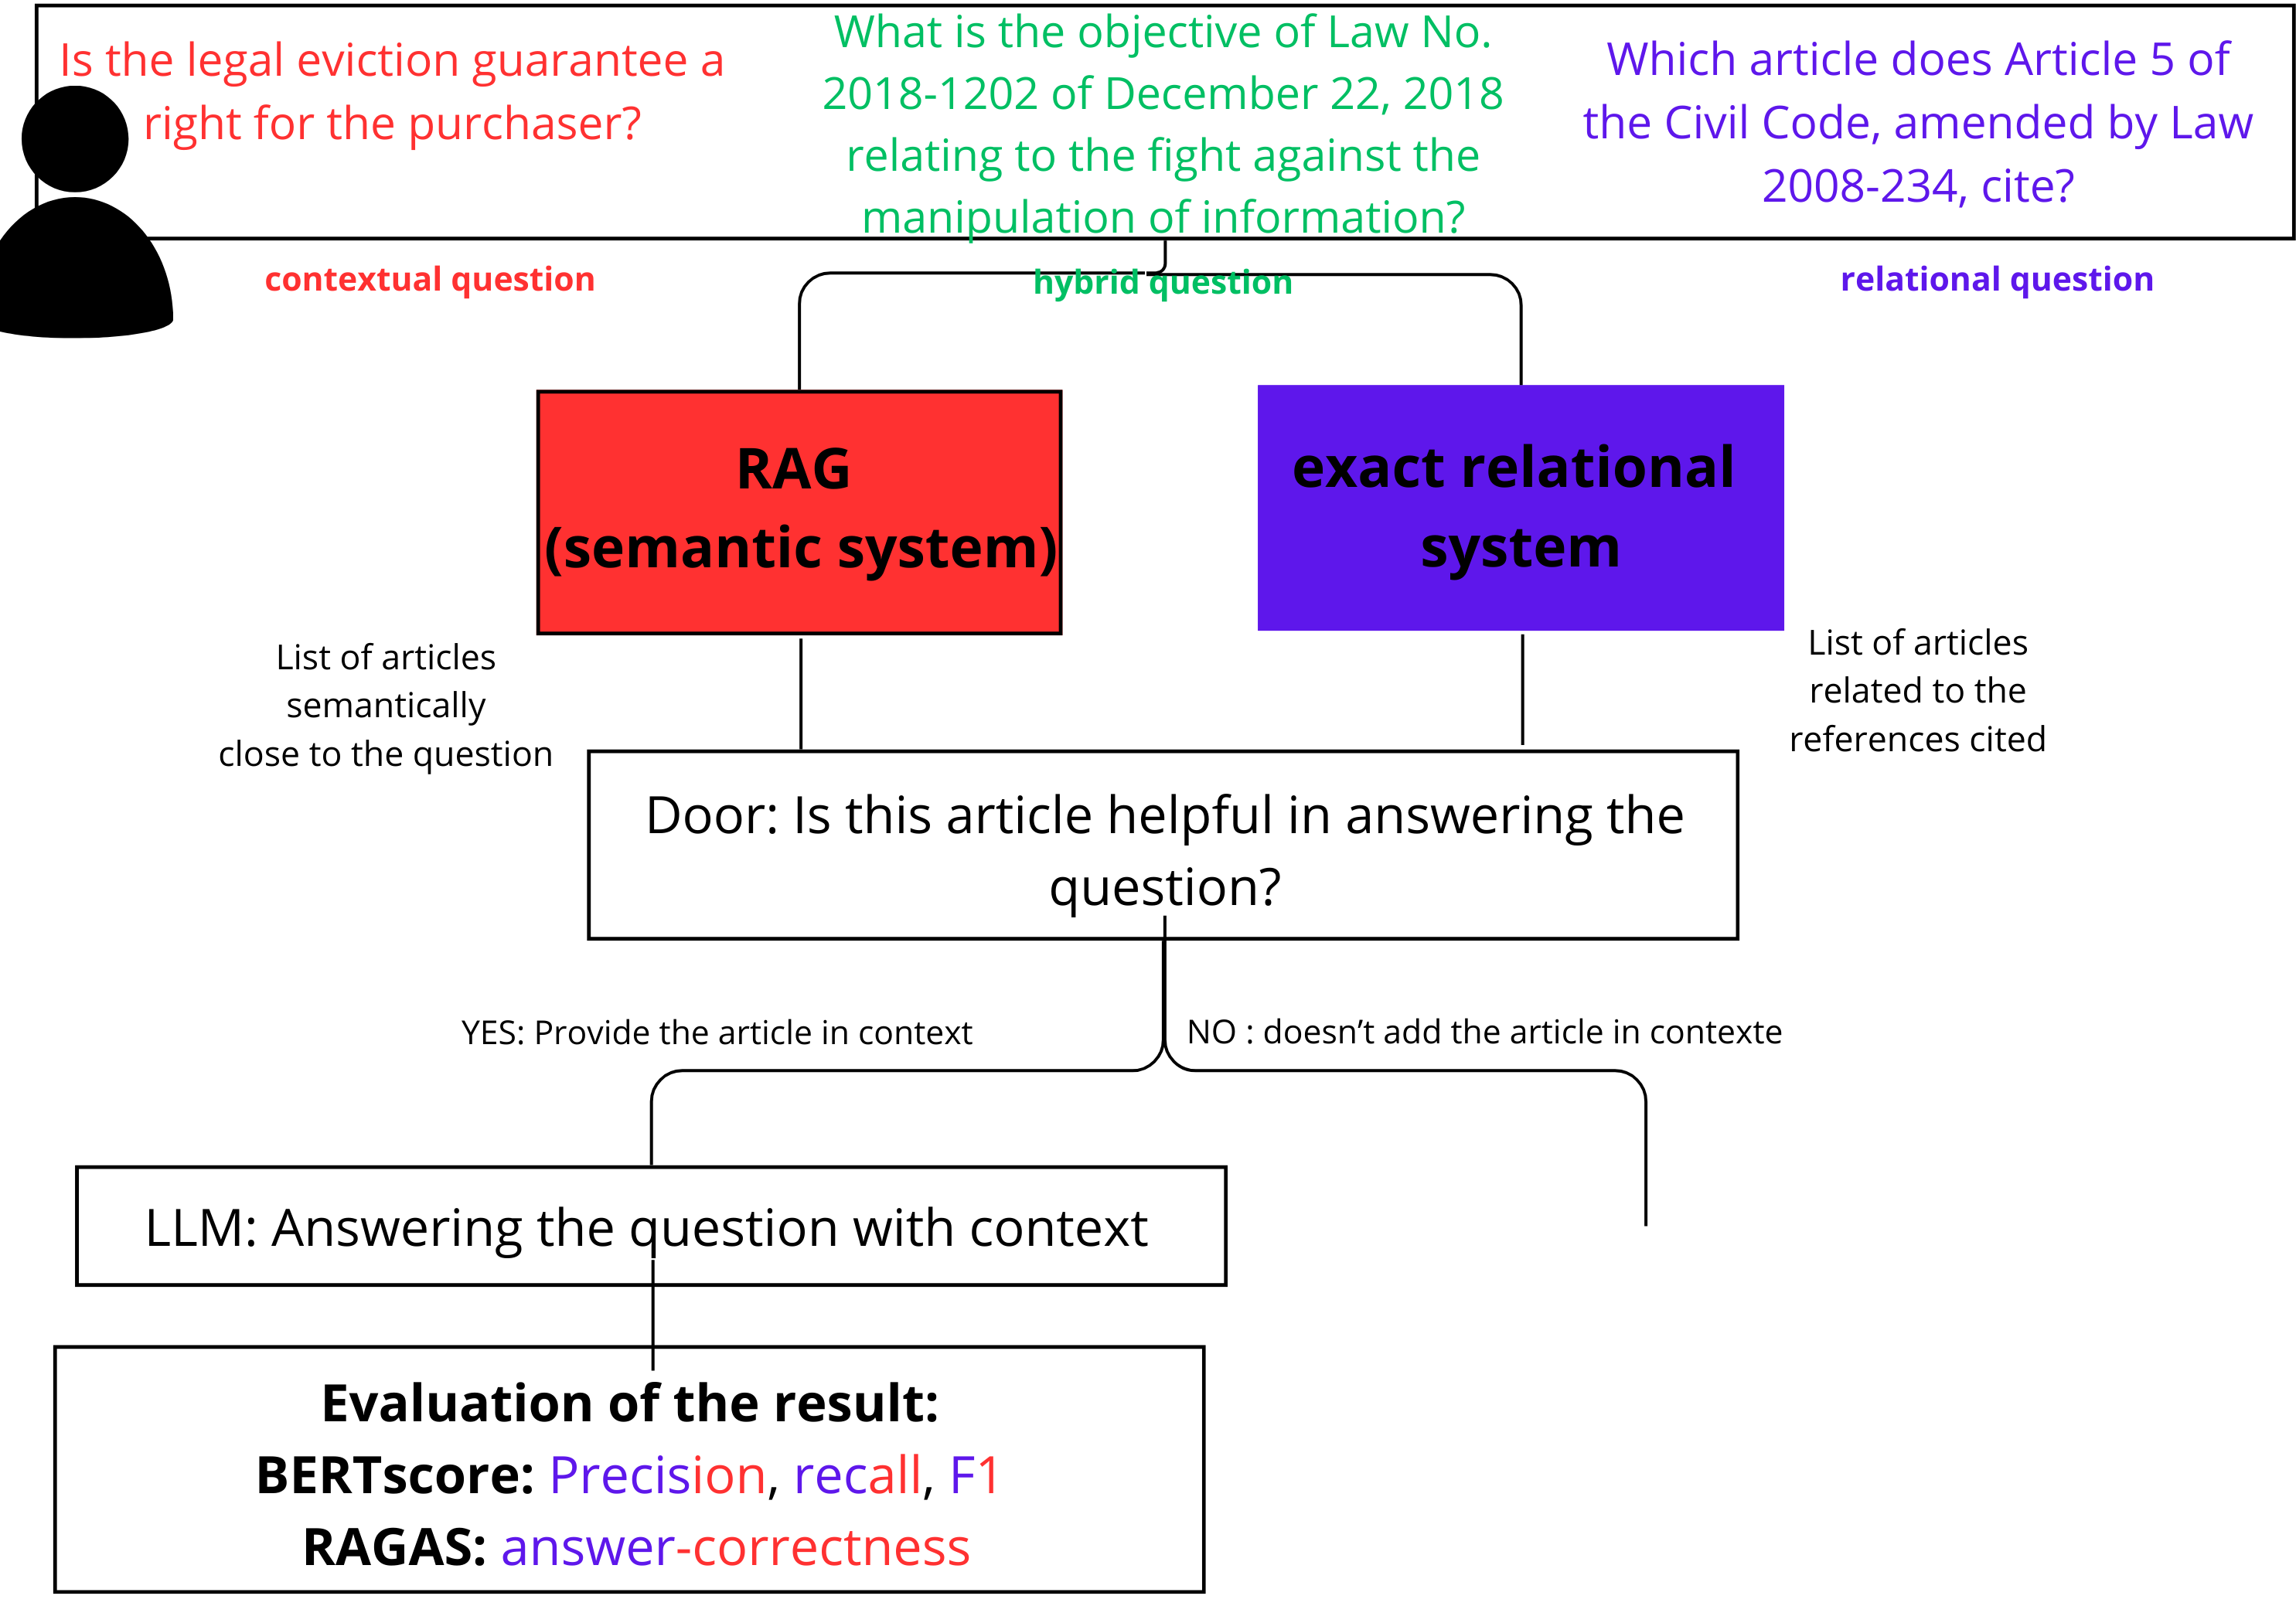 Is the legal eviction guarantee a
right for the purchaser?
What is the objective of Law No.
2018-1202 of December 22, 2018
relating to the fight against the
manipulation of information?
Which article does Article 5 of
the Civil Code, amended by Law
2008-234, cite?
contextual question
hybrid question
relational question
RAG
(semantic system)
exact relational
system
List of articles
semantically
close to the question
List of articles
related to the
references cited
Door: Is this article helpful in answering the
question?
YES: Provide the article in context
NO : doesn’t add the article in contexte
LLM: Answering the question with context
Evaluation of the result:
BERTscore: Precision, recall, F1
RAGAS: answer-correctness